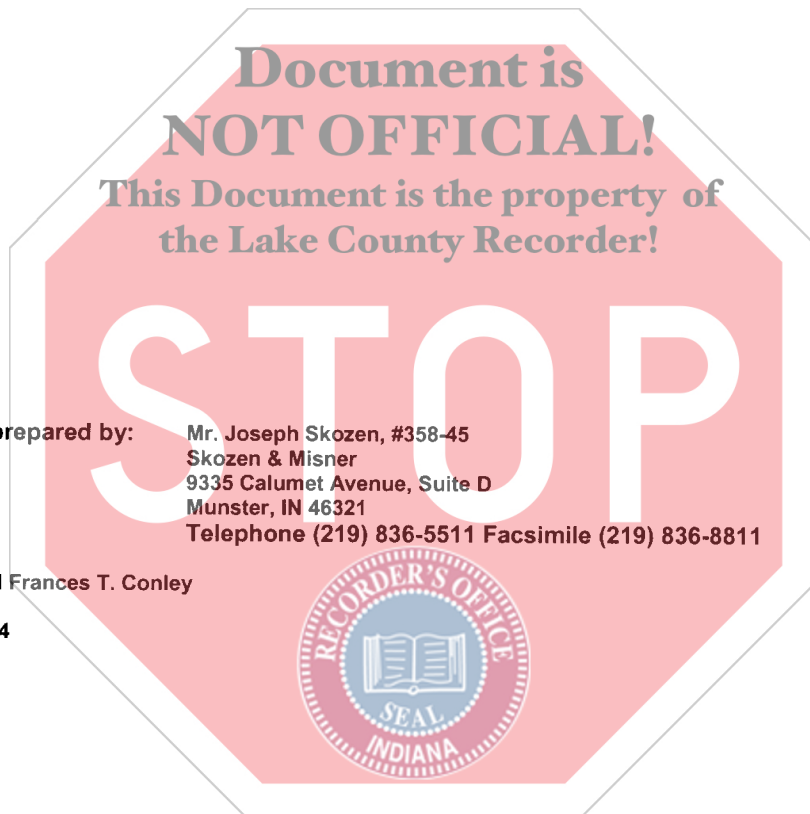 Document is
NOT OFFICIAL!
This Document is the property of
the Lake County Recorder!
STOP
prepared by: Mr. Joseph Skozen, #358-45
Skozen & Misner
9335 Calumet Avenue, Suite D
Munster, IN 46321
Telephone (219) 836-5511 Facsimile (219) 836-8811
Frances T. Conley
4
RECORDER'S OFFICE
SEAL
INDIANA